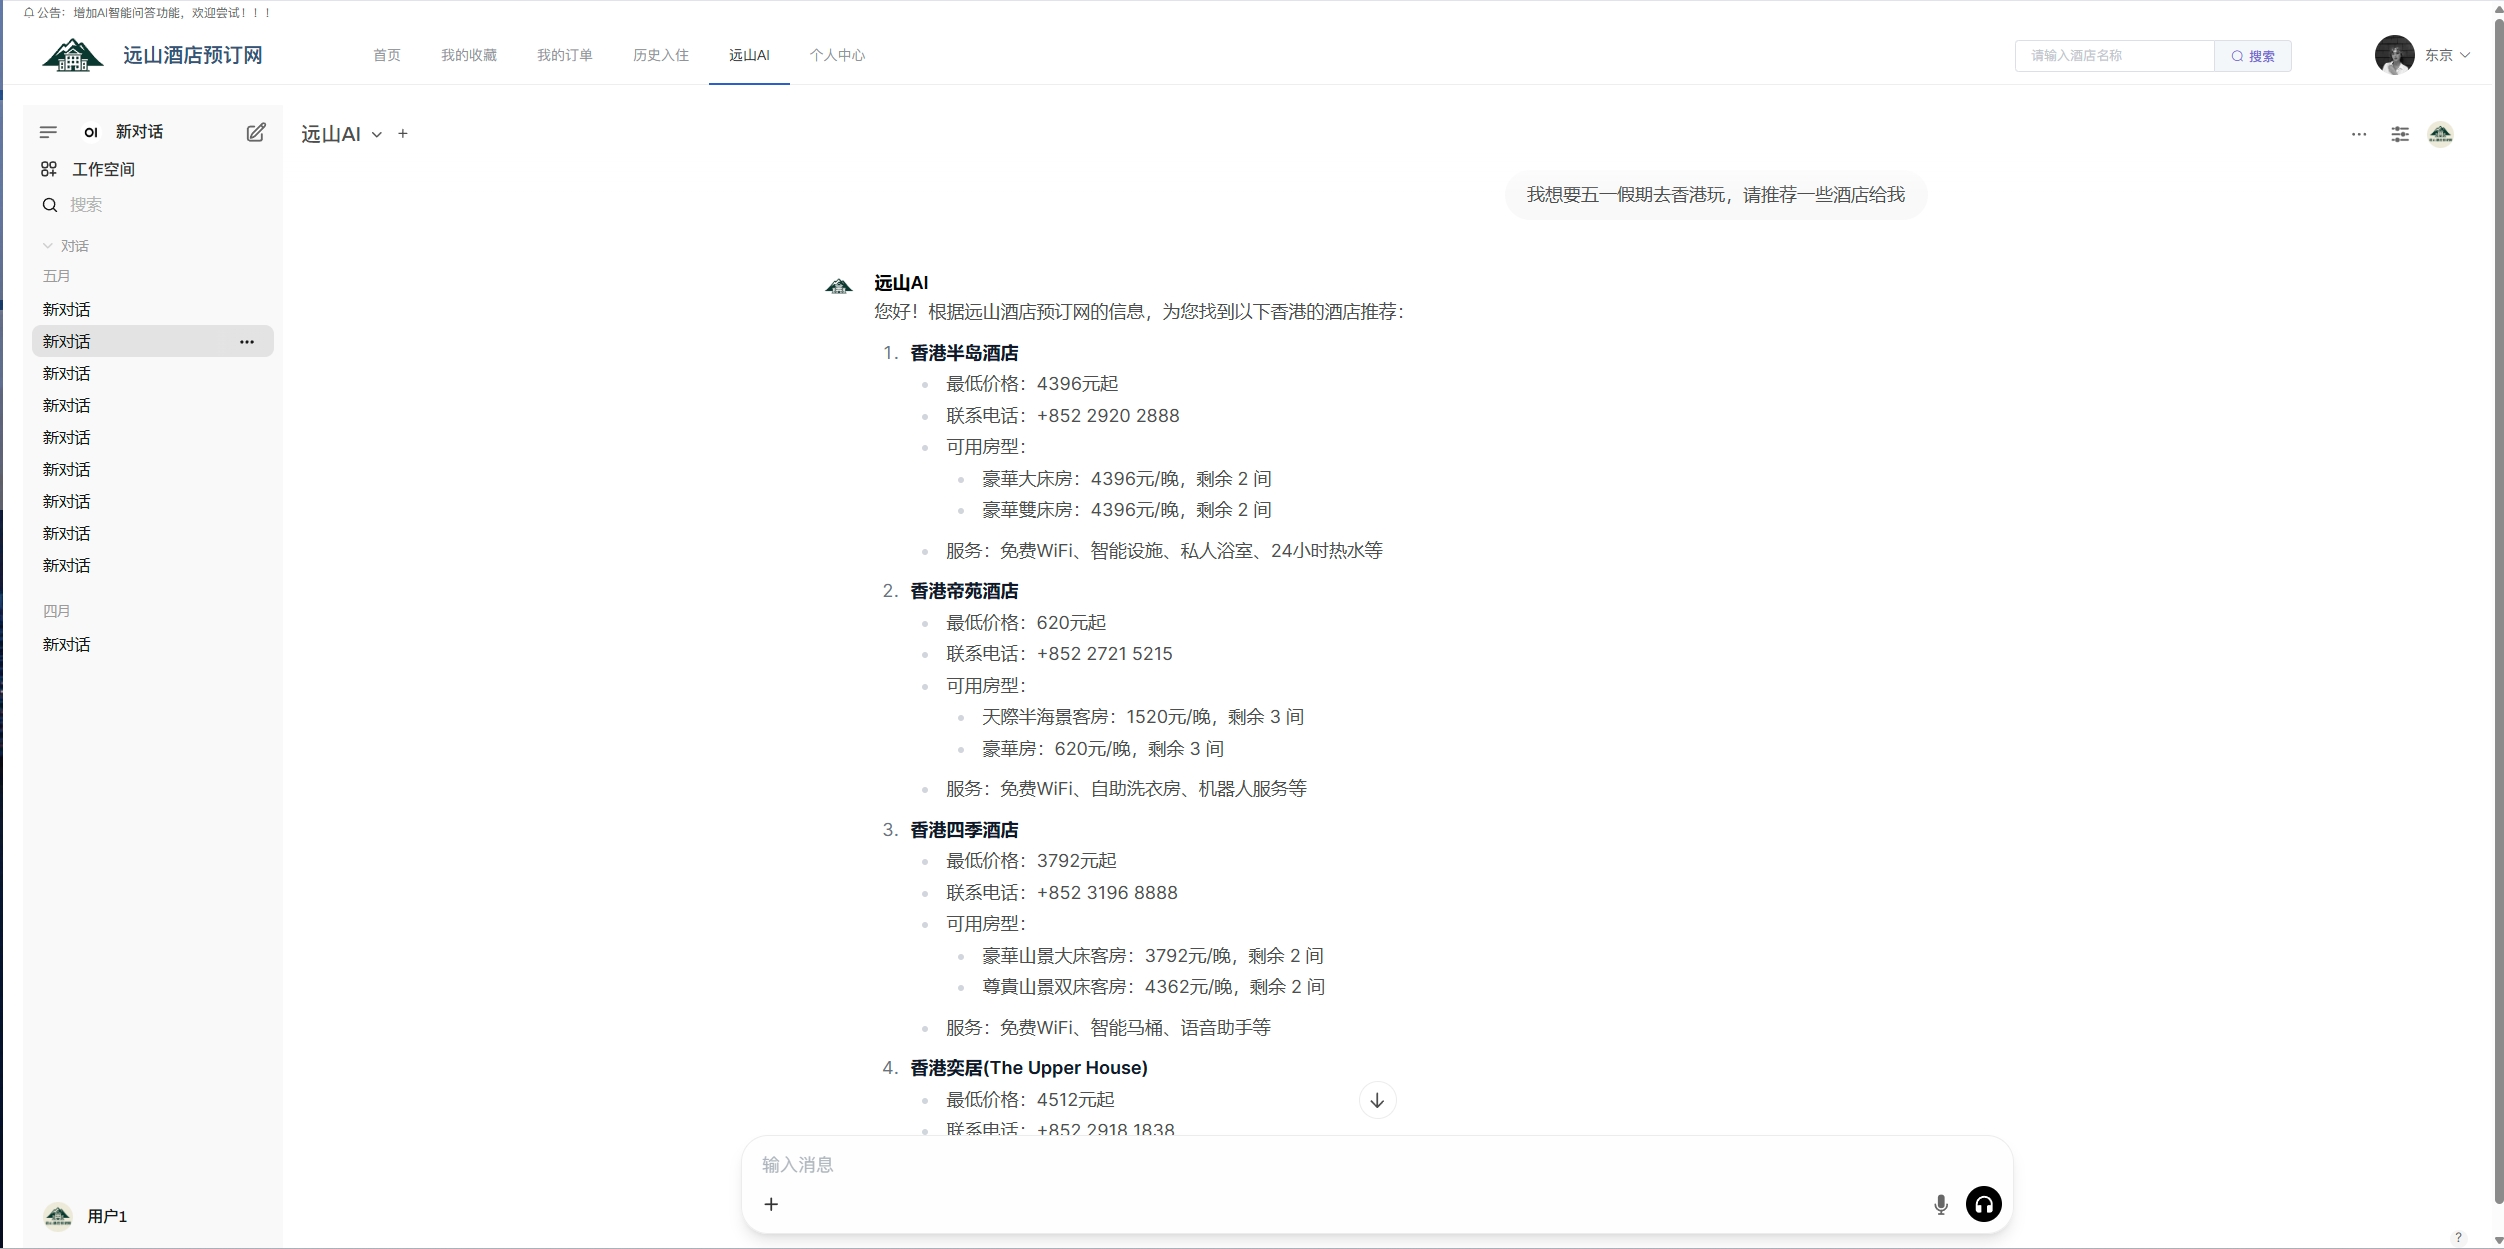 公告：增加AI智能问答功能，欢迎尝试！！！
远山酒店预订网
首页
我的收藏
我的订单
历史入住
远山AI
个人中心
请输入酒店名称
搜索
东京
OI 新对话
工作空间
搜索
对话
五月
新对话
新对话
新对话
新对话
新对话
新对话
新对话
新对话
新对话
四月
新对话
用户1
远山AI
我想要五一假期去香港玩，请推荐一些酒店给我
远山AI
您好！根据远山酒店预订网的信息，为您找到以下香港的酒店推荐：
1. 香港半岛酒店
最低价格：4396元起
联系电话：+852 2920 2888
可用房型：
豪華大床房：4396元/晚，剩余 2 间
豪華雙床房：4396元/晚，剩余 2 间
服务：免费WiFi、智能设施、私人浴室、24小时热水等
2. 香港帝苑酒店
最低价格：620元起
联系电话：+852 2721 5215
可用房型：
天際半海景客房：1520元/晚，剩余 3 间
豪華房：620元/晚，剩余 3 间
服务：免费WiFi、自助洗衣房、机器人服务等
3. 香港四季酒店
最低价格：3792元起
联系电话：+852 3196 8888
可用房型：
豪華山景大床客房：3792元/晚，剩余 2 间
尊貴山景双床客房：4362元/晚，剩余 2 间
服务：免费WiFi、智能马桶、语音助手等
4. 香港奕居(The Upper House)
最低价格：4512元起
联系电话：+852 2918 1838
输入消息
?